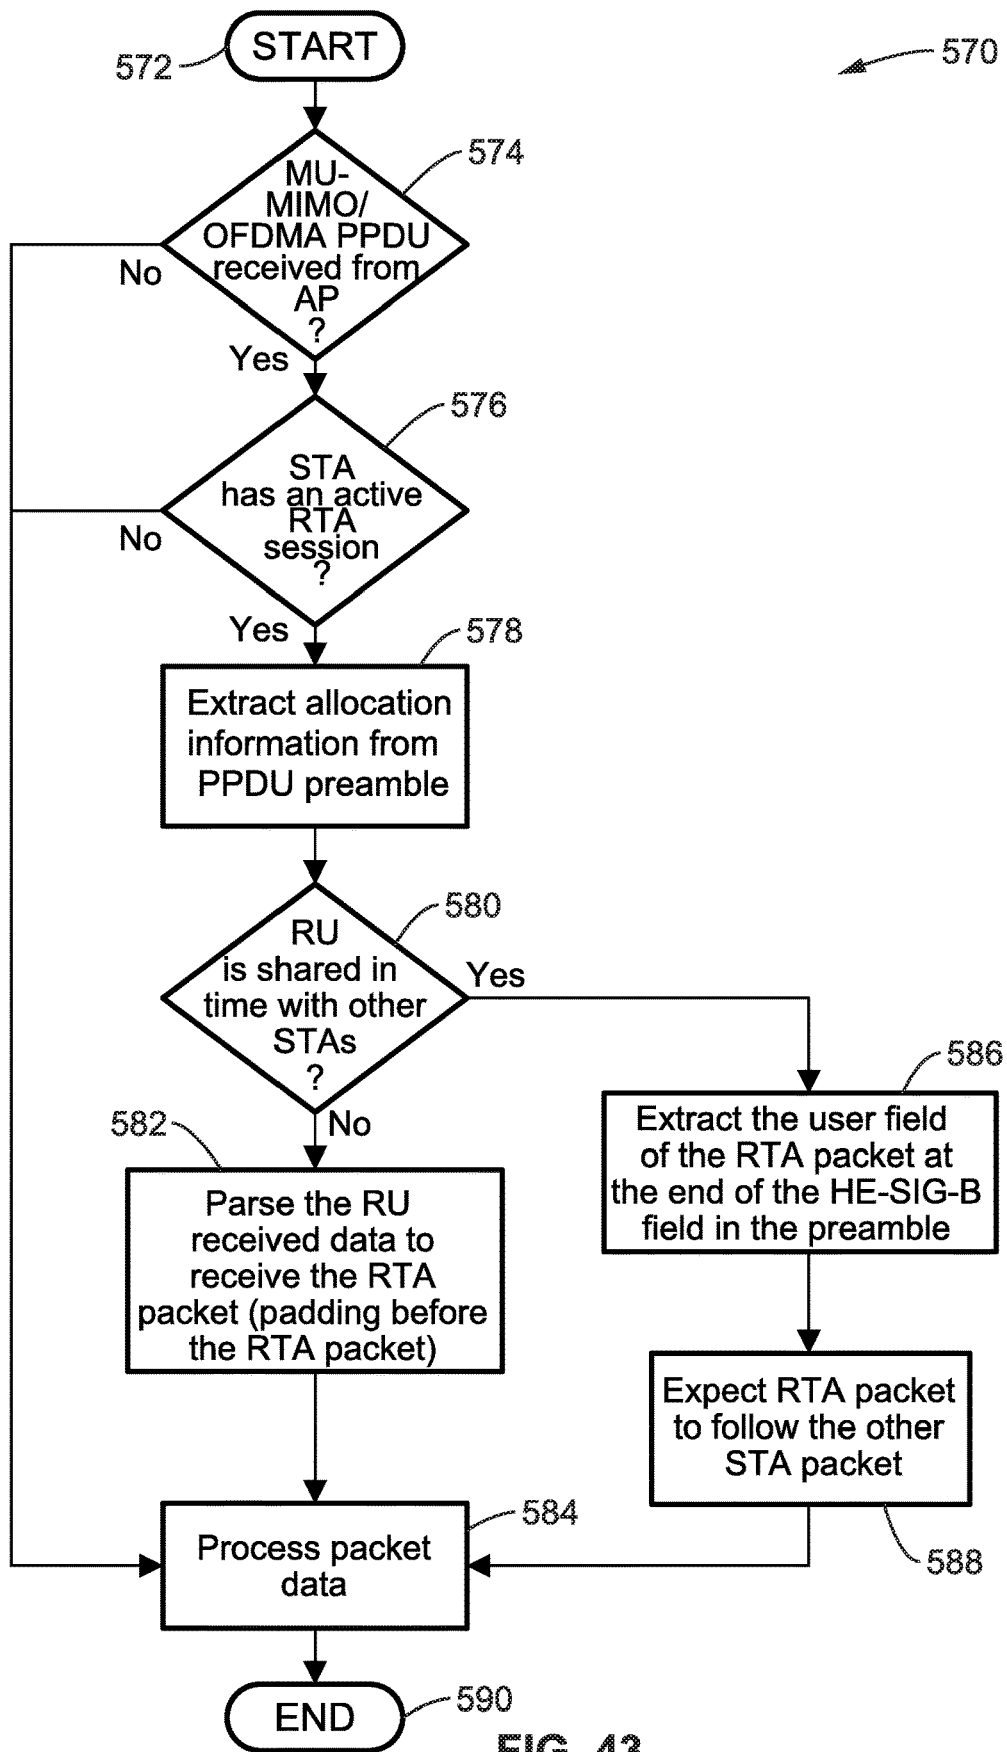 START
572
570
574
MU-
MIMO/
OFDMA PPDU
received from
AP
?
No
Yes
576
STA
has an active
RTA
session
?
No
Yes
578
Extract allocation
information from
PPDU preamble
580
RU
is shared in
time with other
STAs
?
Yes
No
586
Extract the user field
of the RTA packet at
the end of the HE-SIG-B
field in the preamble
582
Parse the RU
received data to
receive the RTA
packet (padding before
the RTA packet)
Expect RTA packet
to follow the other
STA packet
588
584
Process packet
data
END
590
FIG. 43